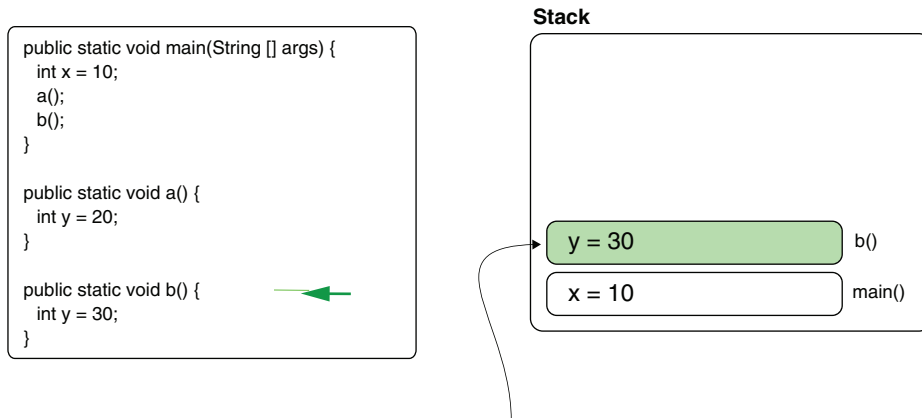 public static void main(String [] args) {
int x = 10;
a();
b();
}
public static void a() {
int y = 20;
}
public static void b() {
int y = 30;
}
Stack
y = 30 b()
x = 10 main()